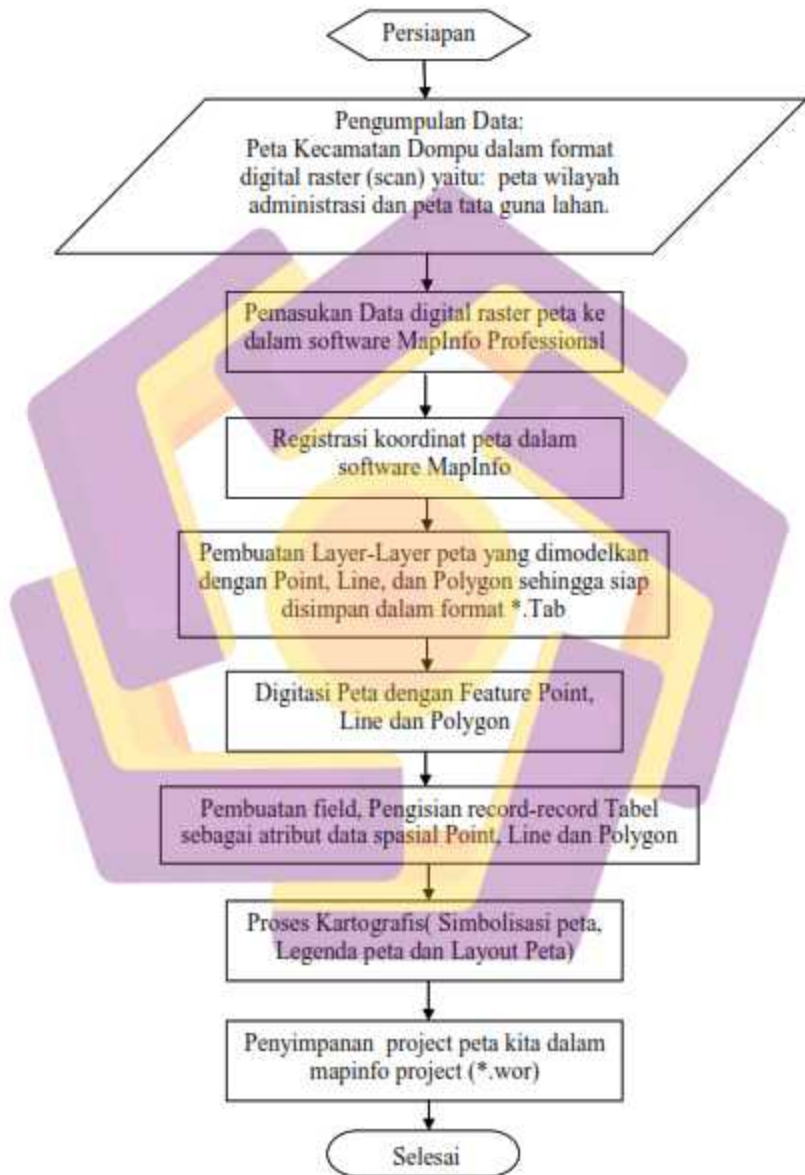 Persiapan
Pengumpulan Data:
Peta Kecamatan Dompu dalam format
digital raster (scan) yaitu: peta wilayah
administrasi dan peta tata guna lahan.
Pemasukan Data digital raster peta ke
dalam software MapInfo Professional
Registrasi koordinat peta dalam
software MapInfo
Pembuatan Layer-Layer peta yang dimodelkan
dengan Point, Line, dan Polygon sehingga siap
disimpan dalam format *.Tab
Digitasi Peta dengan Feature Point,
Line dan Polygon
Pembuatan field, Pengisian record-record Tabel
sebagai atribut data spasial Point, Line dan Polygon
Proses Kartografis( Simbolisasi peta,
Legenda peta dan Layout Peta)
Penyimpanan project peta kita dalam
mapinfo project (*.wor)
Selesai